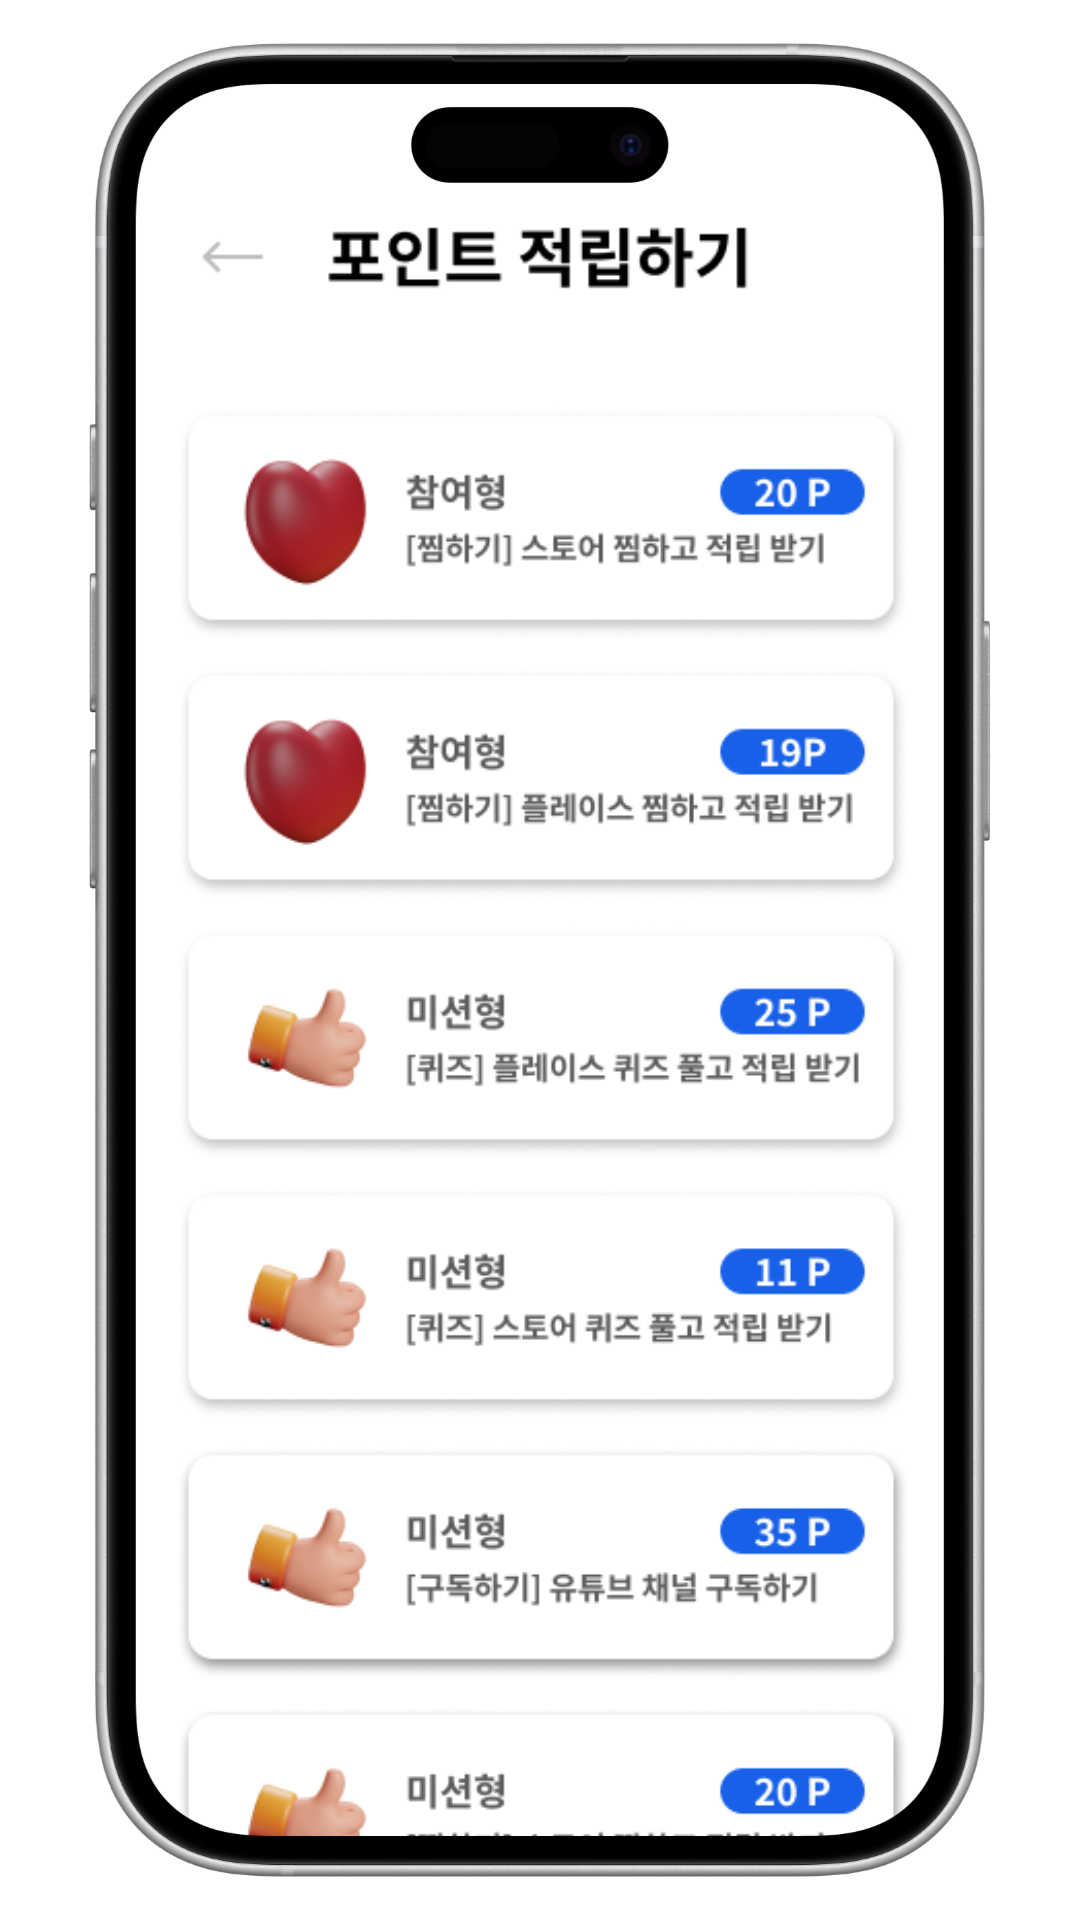 포인트 적립하기
참여형
20 P
[찜하기] 스토어 찜하고 적립 받기
참여형
19P
[찜하기] 플레이스 찜하고 적립 받기
미션형
25 P
[퀴즈] 플레이스 퀴즈 풀고 적립 받기
미션형
11 P
[퀴즈] 스토어 퀴즈 풀고 적립 받기
미션형
35 P
[구독하기] 유튜브 채널 구독하기
미션형
20 P